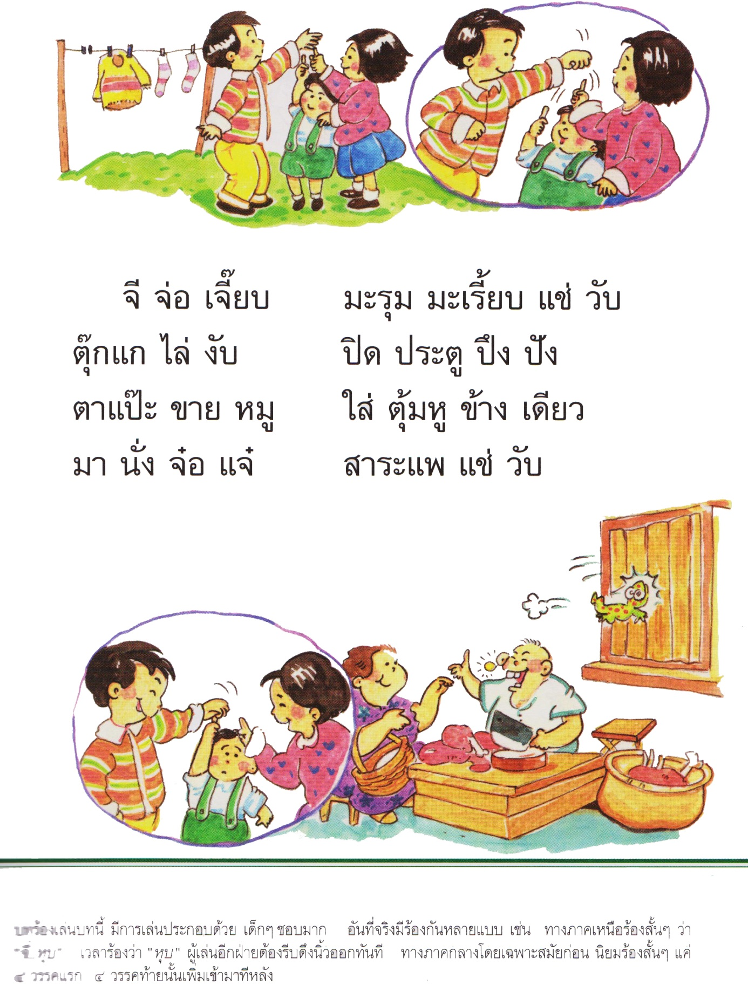 จี จ่อ เจี๊ยบ มะรุม มะเรี้ยบ แช่ วับ
ตุ๊กแก ไล่ งับ ปิด ประตู ปึง ปัง
ตาแป๊ะ ขาย หมู ใส่ ตุ้มหู ข้าง เดียว
มา นั่ง จ๋อ แจ๋ สาระแพ แช่ วับ
บทร้องเล่นบทนี้ มีการเล่นประกอบด้วย เด็กๆ ชอบมาก อันที่จริงมีร้องกันหลายแบบ เช่น ทางภาคเหนือร้องสั้นๆ ว่า
"จี หุบ" เวลาร้องว่า "หุบ" ผู้เล่นอีกฝ่ายต้องรีบดึงนิ้วออกทันที ทางภาคกลางโดยเฉพาะสมัยก่อน นิยมร้องสั้นๆ แค่
๔ วรรคแรก ๔ วรรคท้ายนั้นเพิ่มเข้ามาทีหลัง